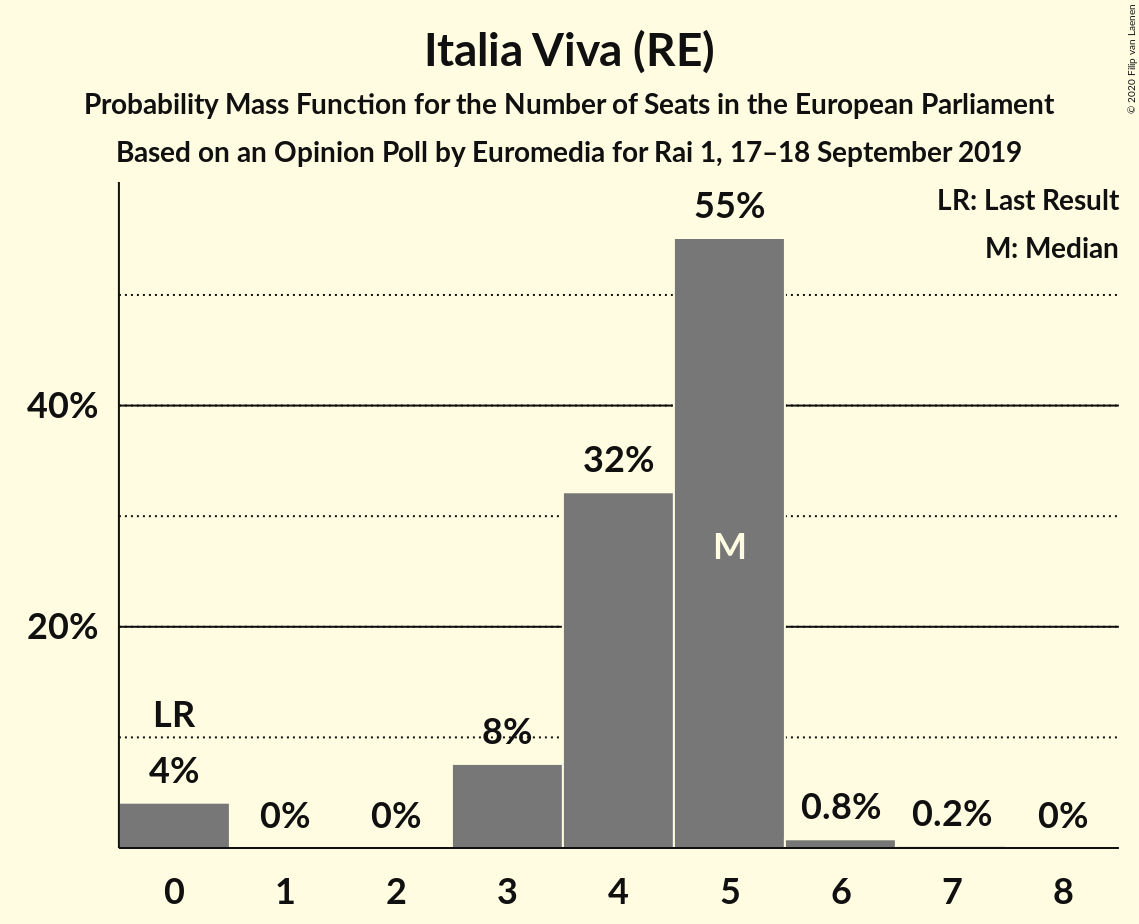 Italia Viva (RE)
Probability Mass Function for the Number of Seats in the European Parliament
Based on an Opinion Poll by Euromedia for Rai 1, 17–18 September 2019
© 2020 Filip van Laenen
LR: Last Result
M: Median
55%
40%
32%
M
20%
LR
8%
4%
0%
0%
0.8%
0.2%
0%
0 1 2 3 4 5 6 7 8